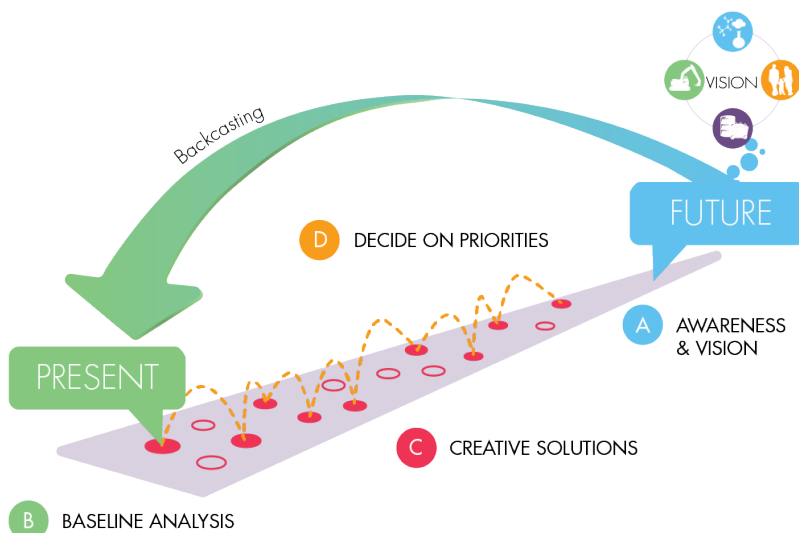 VISION
Backcasting
FUTURE
D DECIDE ON PRIORITIES
A AWARENESS
& VISION
PRESENT
C CREATIVE SOLUTIONS
B BASELINE ANALYSIS